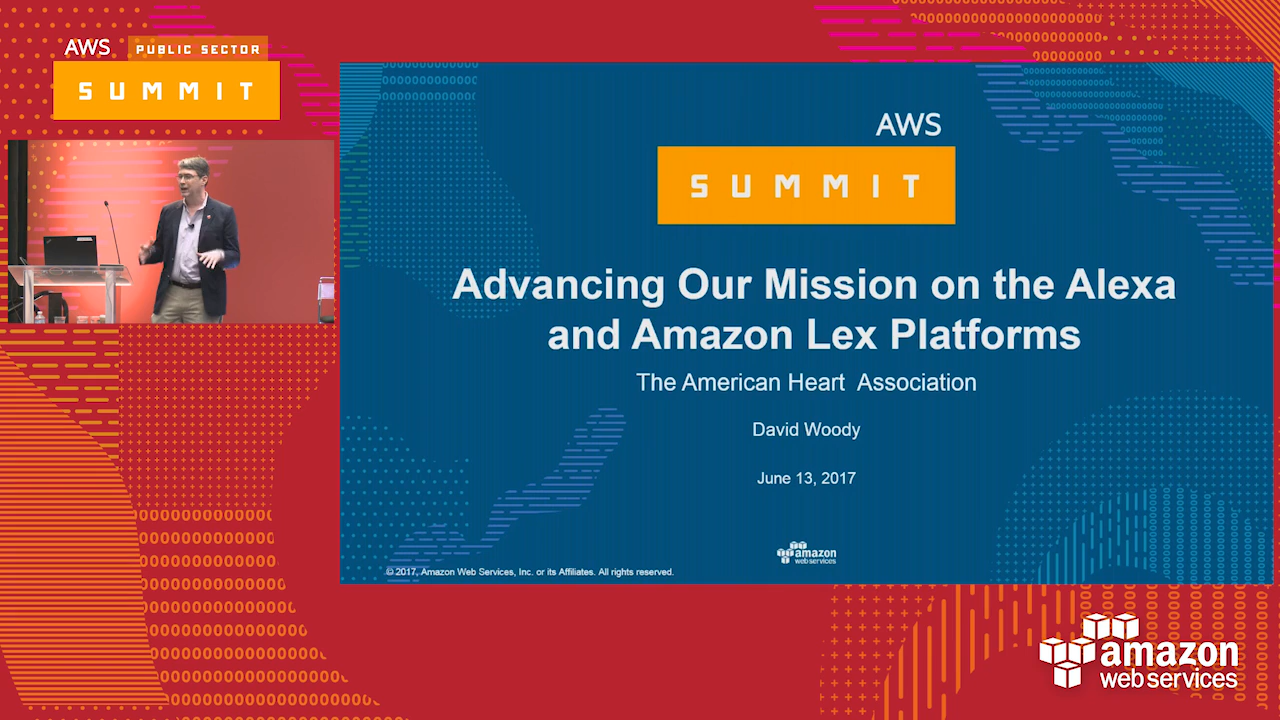 AWS PUBLIC SECTOR
SUMMIT
AWS
SUMMIT
Advancing Our Mission on the Alexa
and Amazon Lex Platforms
The American Heart Association
David Woody
June 13, 2017
amazon
web services
© 2017, Amazon Web Services, Inc. or its Affiliates. All rights reserved.
amazon
web services